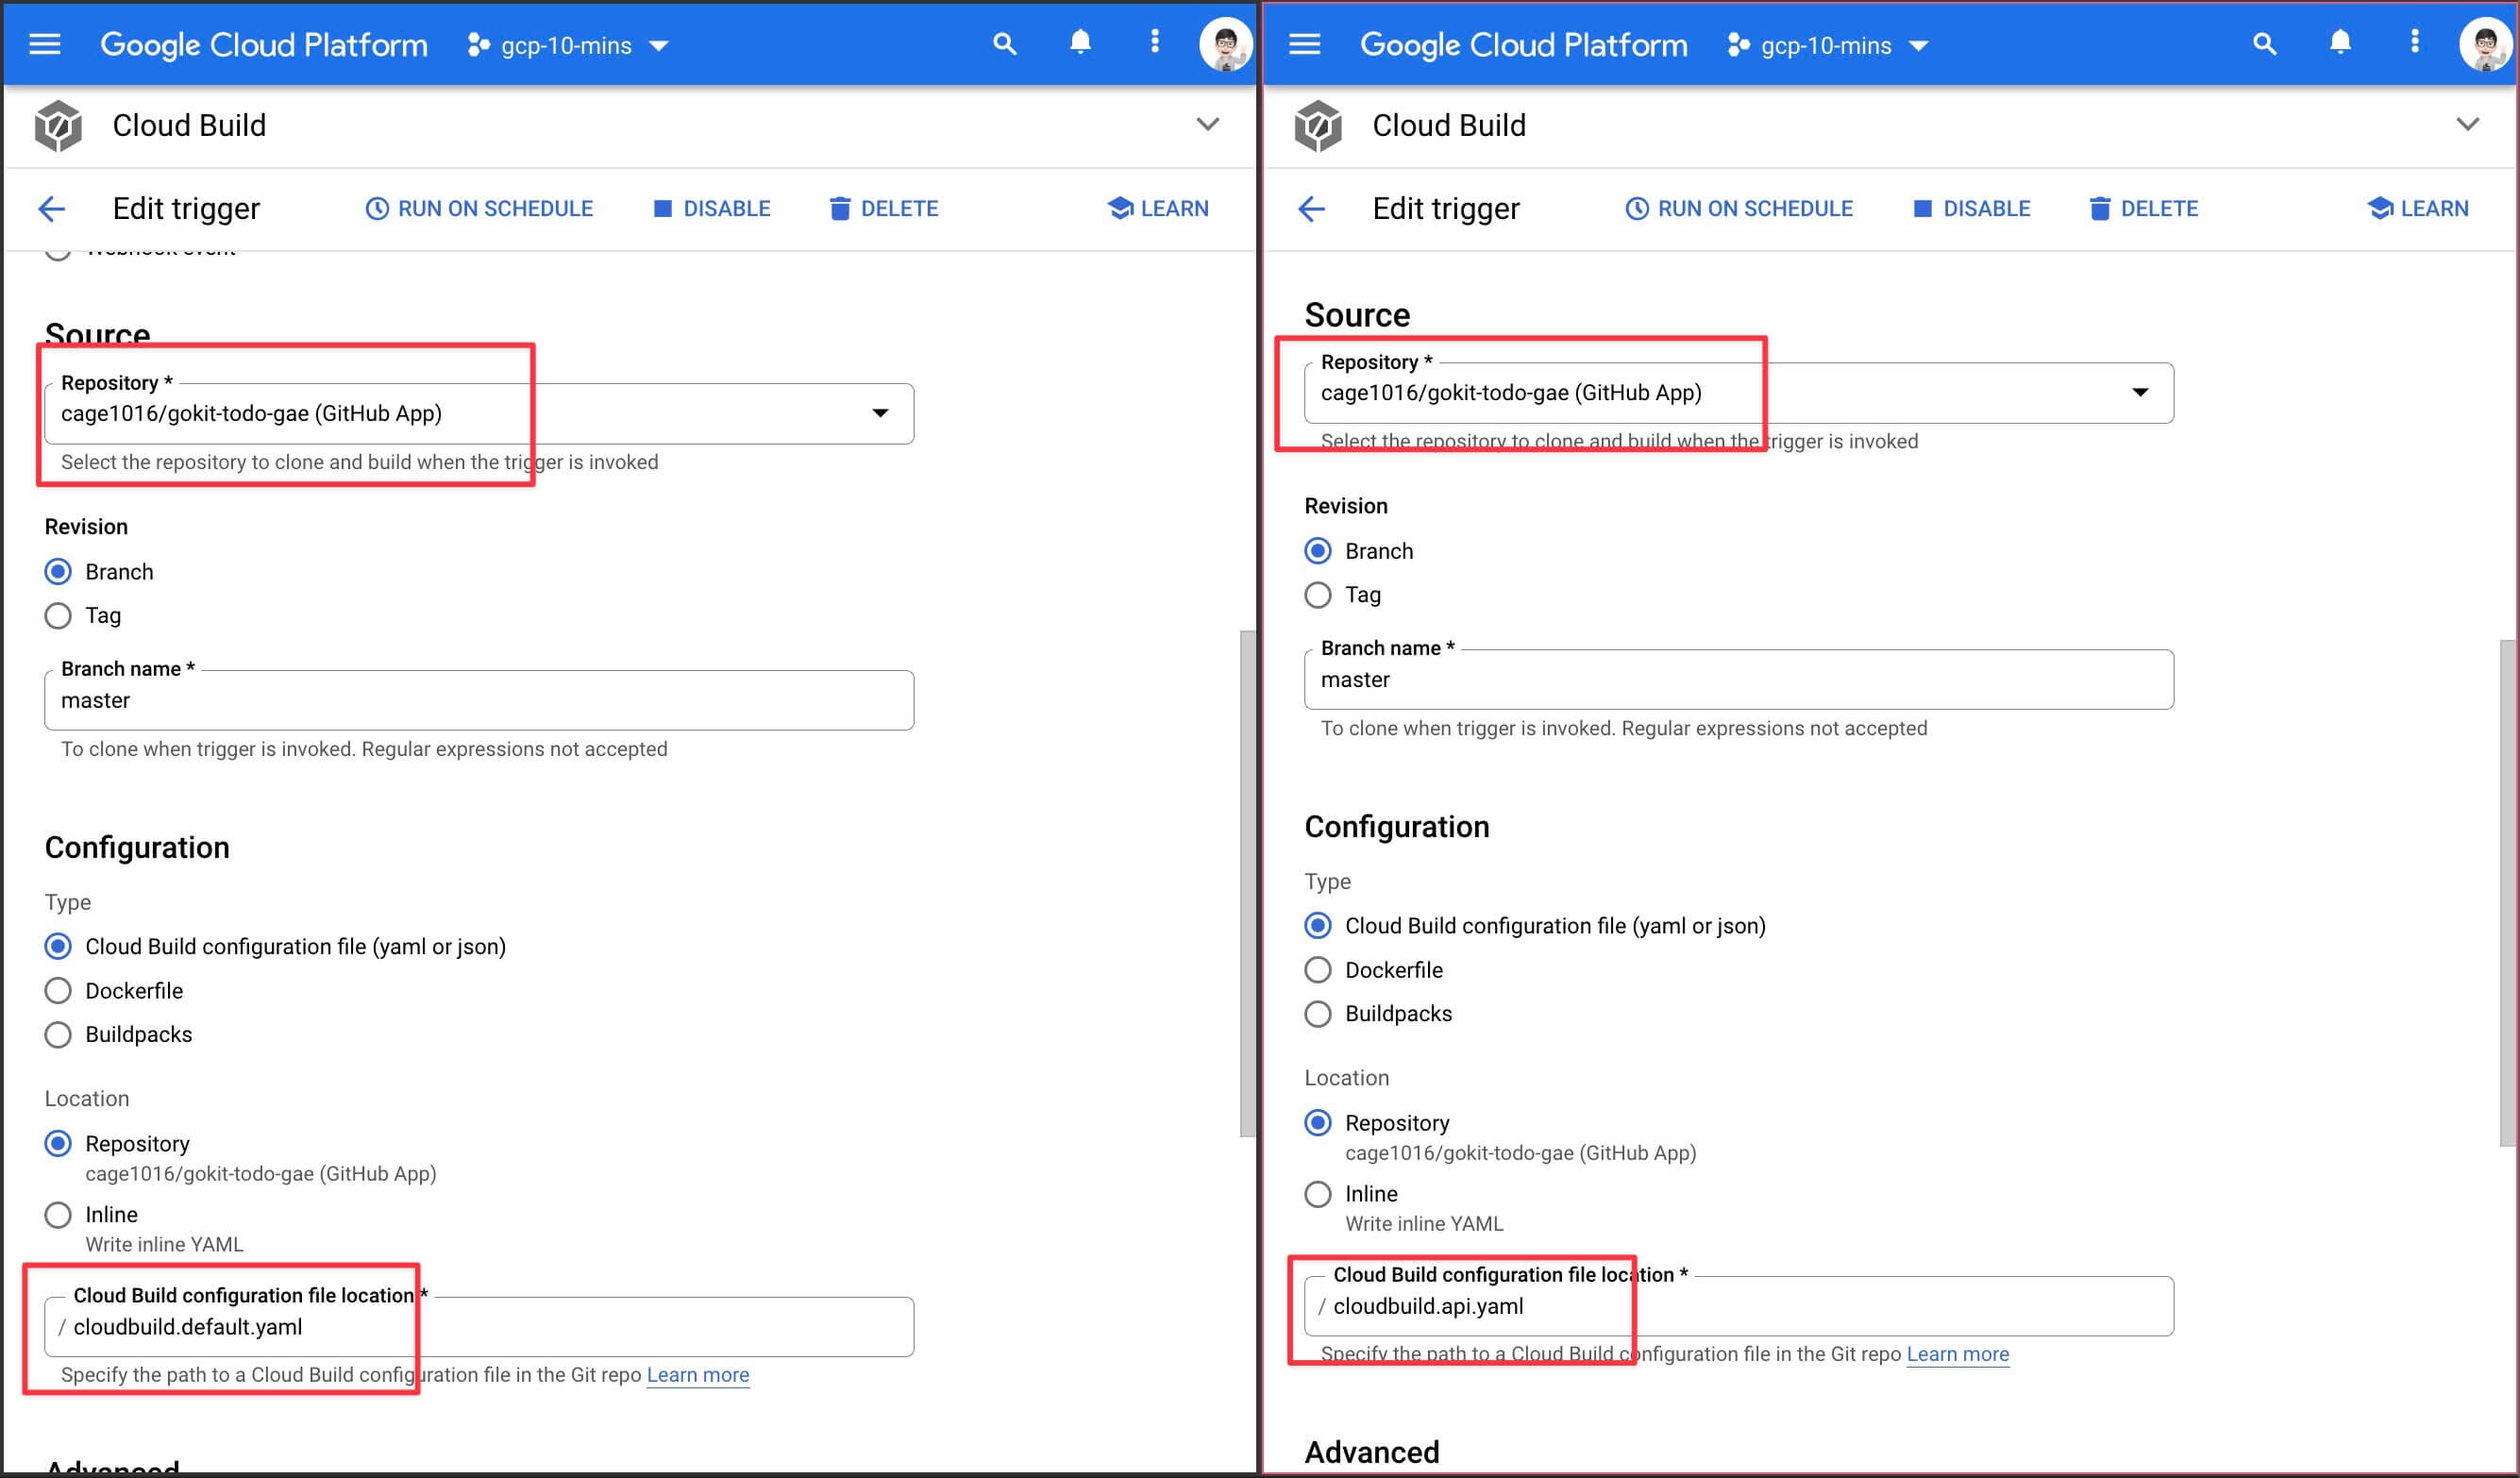 Google Cloud Platform gcp-10-mins
Cloud Build
Edit trigger RUN ON SCHEDULE DISABLE DELETE LEARN
Webhook event
Source
Repository *
cage1016/gokit-todo-gae (GitHub App)
Select the repository to clone and build when the trigger is invoked
Revision
Branch
Tag
Branch name *
master
To clone when trigger is invoked. Regular expressions not accepted
Configuration
Type
Cloud Build configuration file (yaml or json)
Dockerfile
Buildpacks
Location
Repository
cage1016/gokit-todo-gae (GitHub App)
Inline
Write inline YAML
Cloud Build configuration file location *
/ cloudbuild.default.yaml
Specify the path to a Cloud Build configuration file in the Git repo Learn more
Advanced
Google Cloud Platform gcp-10-mins
Cloud Build
Edit trigger RUN ON SCHEDULE DISABLE DELETE LEARN
Source
Repository *
cage1016/gokit-todo-gae (GitHub App)
Select the repository to clone and build when the trigger is invoked
Revision
Branch
Tag
Branch name *
master
To clone when trigger is invoked. Regular expressions not accepted
Configuration
Type
Cloud Build configuration file (yaml or json)
Dockerfile
Buildpacks
Location
Repository
cage1016/gokit-todo-gae (GitHub App)
Inline
Write inline YAML
Cloud Build configuration file location *
/ cloudbuild.api.yaml
Specify the path to a Cloud Build configuration file in the Git repo Learn more
Advanced